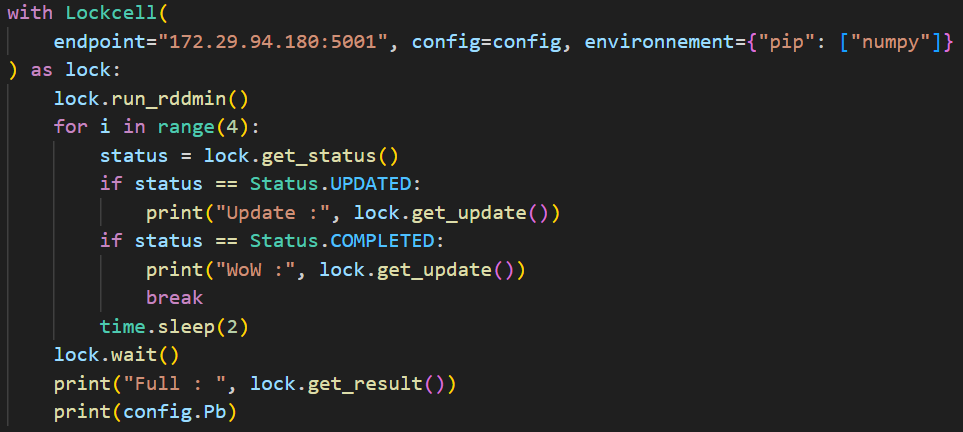 with Lockcell(
    endpoint="172.29.94.180:5001", config=config, environnement={"pip": ["numpy"]}
) as lock:
    lock.run_rddmin()
    for i in range(4):
        status = lock.get_status()
        if status == Status.UPDATED:
            print("Update :", lock.get_update())
        if status == Status.COMPLETED:
            print("WoW :", lock.get_update())
            break
        time.sleep(2)
    lock.wait()
    print("Full : ", lock.get_result())
    print(config.Pb)